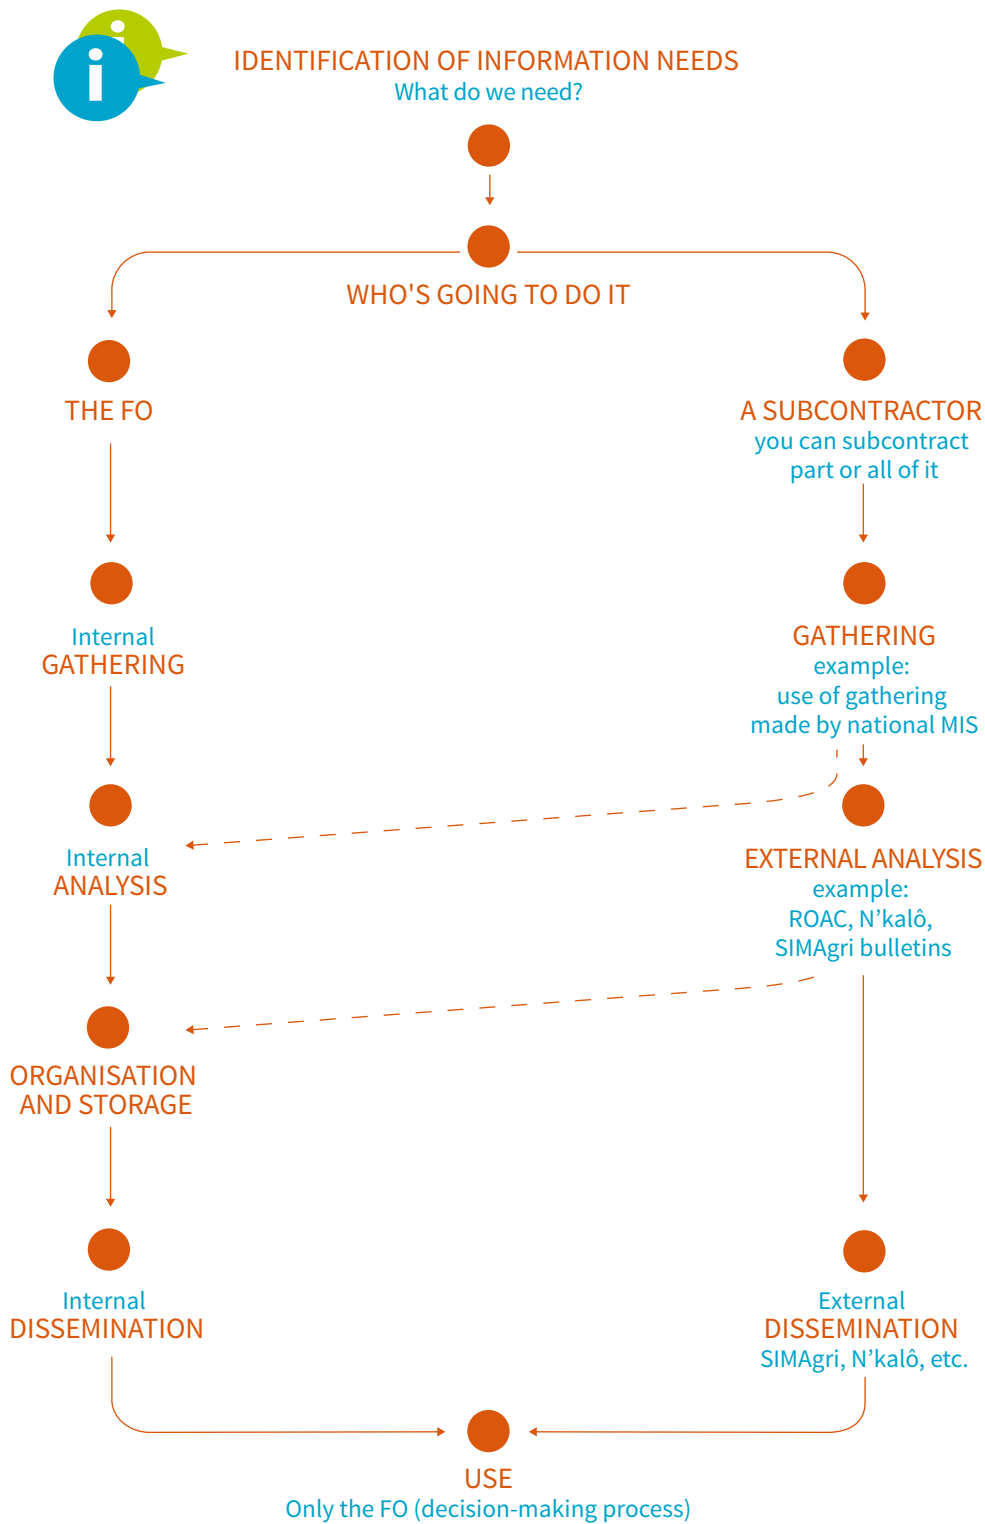 i
i
IDENTIFICATION OF INFORMATION NEEDS
What do we need?
WHO'S GOING TO DO IT
THE FO
A SUBCONTRACTOR
you can subcontract
part or all of it
Internal
GATHERING
GATHERING
example:
use of gathering
made by national MIS
Internal
ANALYSIS
EXTERNAL ANALYSIS
example:
ROAC, N’kalô,
SIMAgri bulletins
ORGANISATION
AND STORAGE
Internal
DISSEMINATION
External
DISSEMINATION
SIMAgri, N’kalô, etc.
USE
Only the FO (decision-making process)